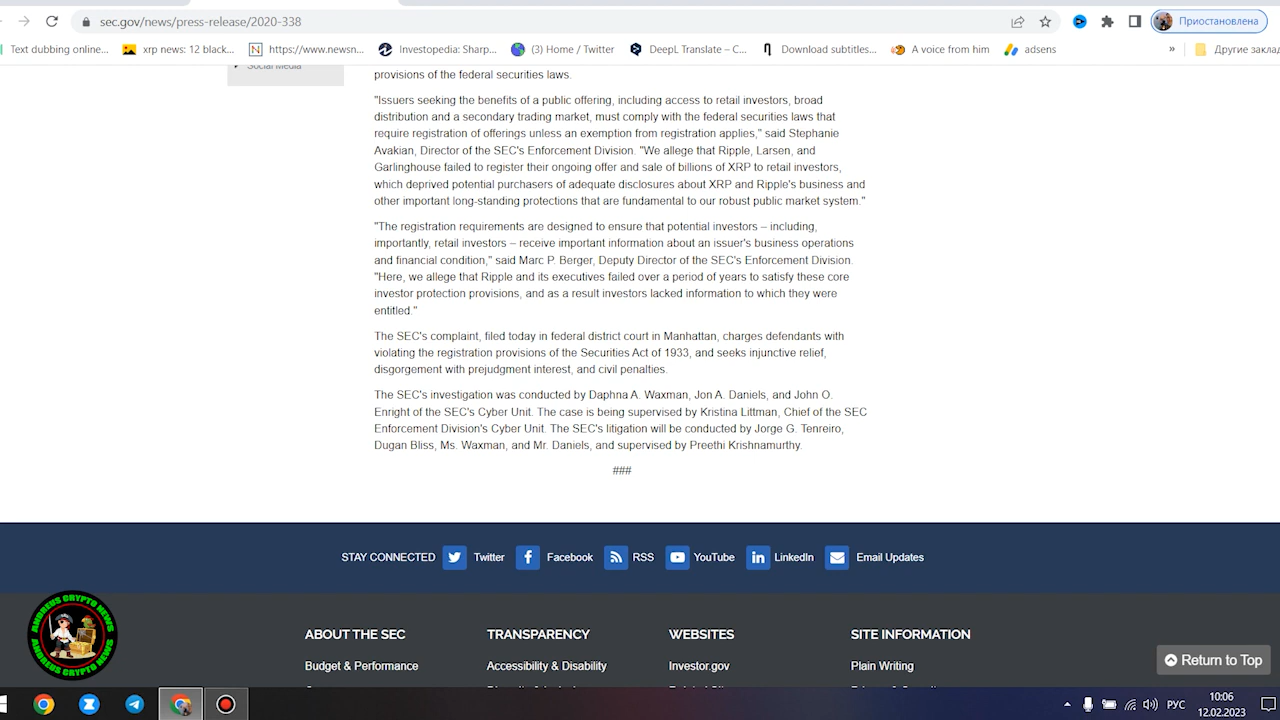 sec.gov/news/press-release/2020-338
Приостановлена
Text dubbing online...
xrp news: 12 black...
https://www.newsn...
Investopedia: Sharp...
(3) Home / Twitter
DeepL Translate – C...
Download subtitles...
A voice from him
adsens
»
Другие заклад
Social Media
provisions of the federal securities laws.
"Issuers seeking the benefits of a public offering, including access to retail investors, broad
distribution and a secondary trading market, must comply with the federal securities laws that
require registration of offerings unless an exemption from registration applies," said Stephanie
Avakian, Director of the SEC's Enforcement Division. "We allege that Ripple, Larsen, and
Garlinghouse failed to register their ongoing offer and sale of billions of XRP to retail investors,
which deprived potential purchasers of adequate disclosures about XRP and Ripple's business and
other important long-standing protections that are fundamental to our robust public market system."
"The registration requirements are designed to ensure that potential investors – including,
importantly, retail investors – receive important information about an issuer's business operations
and financial condition," said Marc P. Berger, Deputy Director of the SEC's Enforcement Division.
"Here, we allege that Ripple and its executives failed over a period of years to satisfy these core
investor protection provisions, and as a result investors lacked information to which they were
entitled."
The SEC's complaint, filed today in federal district court in Manhattan, charges defendants with
violating the registration provisions of the Securities Act of 1933, and seeks injunctive relief,
disgorgement with prejudgment interest, and civil penalties.
The SEC's investigation was conducted by Daphna A. Waxman, Jon A. Daniels, and John O.
Enright of the SEC's Cyber Unit. The case is being supervised by Kristina Littman, Chief of the SEC
Enforcement Division's Cyber Unit. The SEC's litigation will be conducted by Jorge G. Tenreiro,
Dugan Bliss, Ms. Waxman, and Mr. Daniels, and supervised by Preethi Krishnamurthy.
###
STAY CONNECTED Twitter Facebook RSS YouTube LinkedIn Email Updates
ANDREUS CRYPTO NEWS
ANDREUS CRYPTO NEWS
ABOUT THE SEC
TRANSPARENCY
WEBSITES
SITE INFORMATION
Budget & Performance
Accessibility & Disability
Investor.gov
Plain Writing
Return to Top
РУС
10:06
12.02.2023